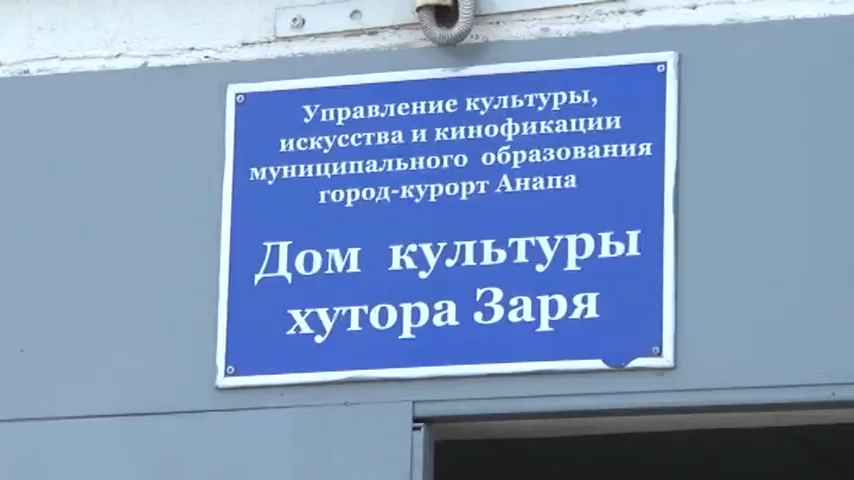 Управление культуры,
искусства и кинофикации
муниципального образования
город-курорт Анапа
Дом культуры
хутора Заря